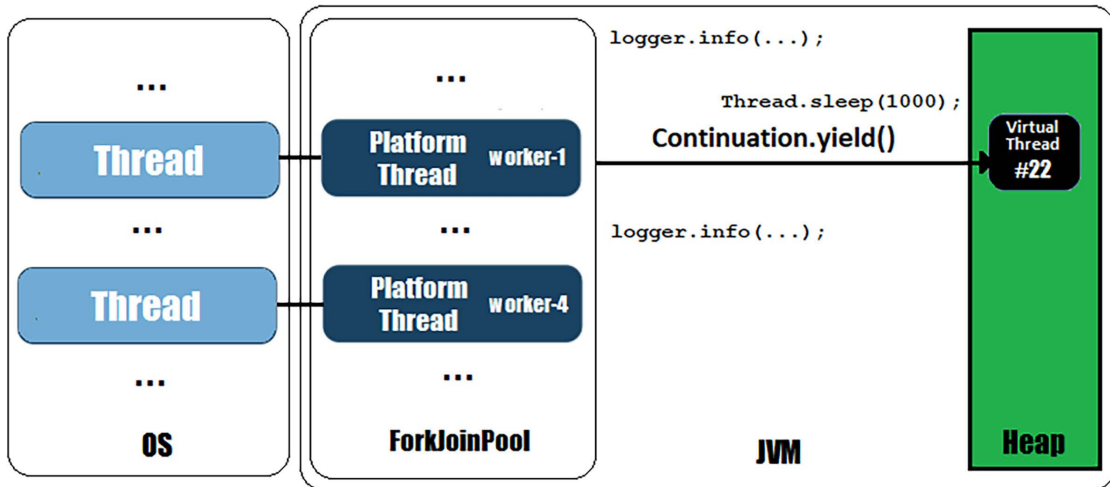 ...
Thread
...
Thread
...
OS
...
Platform
Thread
worker-1
...
Platform
Thread
worker-4
...
ForkJoinPool
logger.info(...);
Thread.sleep(1000);
Continuation.yield()
logger.info(...);
JVM
Virtual
Thread
#22
Heap